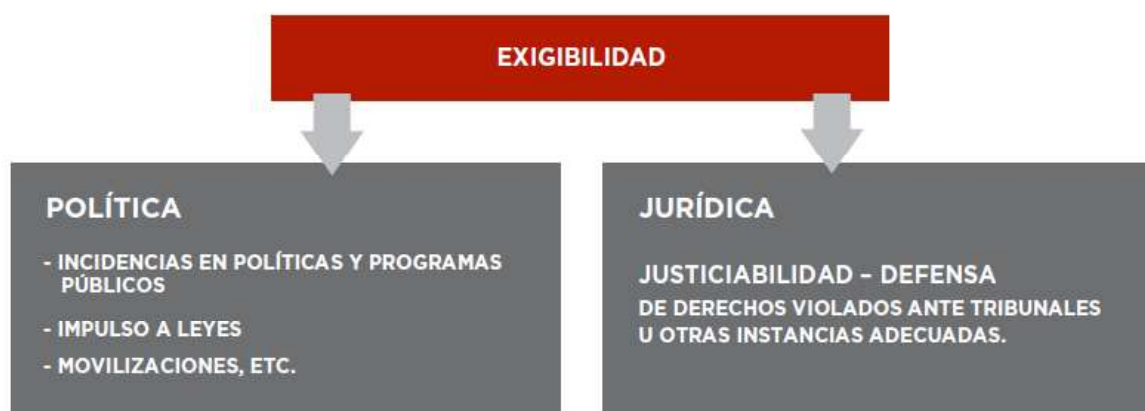 EXIGIBILIDAD
POLÍTICA
- INCIDENCIAS EN POLÍTICAS Y PROGRAMAS
PÚBLICOS
- IMPULSO A LEYES
- MOVILIZACIONES, ETC.
JURÍDICA
JUSTICIABILIDAD – DEFENSA
DE DERECHOS VIOLADOS ANTE TRIBUNALES
U OTRAS INSTANCIAS ADECUADAS.